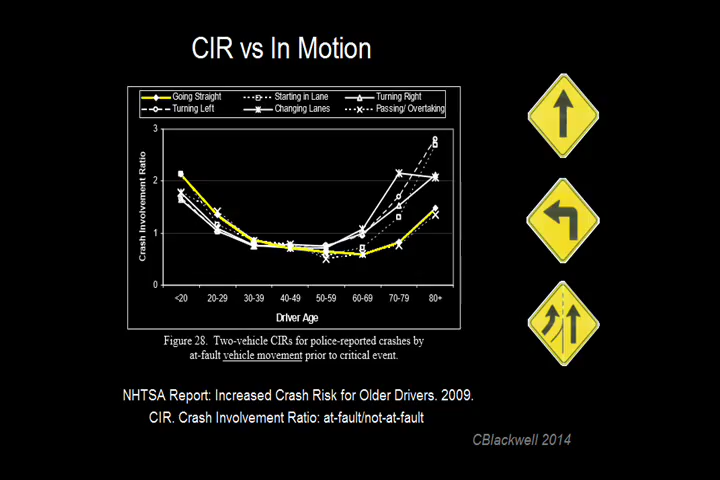 CIR vs In Motion
Going Straight Starting in Lane Turning Right
Turning Left Changing Lanes Passing/ Overtaking
3
2
1
0
Crash Involvement Ratio
<20 20-29 30-39 40-49 50-59 60-69 70-79 80+
Driver Age
Figure 28. Two-vehicle CIRs for police-reported crashes by
at-fault vehicle movement prior to critical event.
NHTSA Report: Increased Crash Risk for Older Drivers. 2009.
CIR. Crash Involvement Ratio: at-fault/not-at-fault
CBlackwell 2014